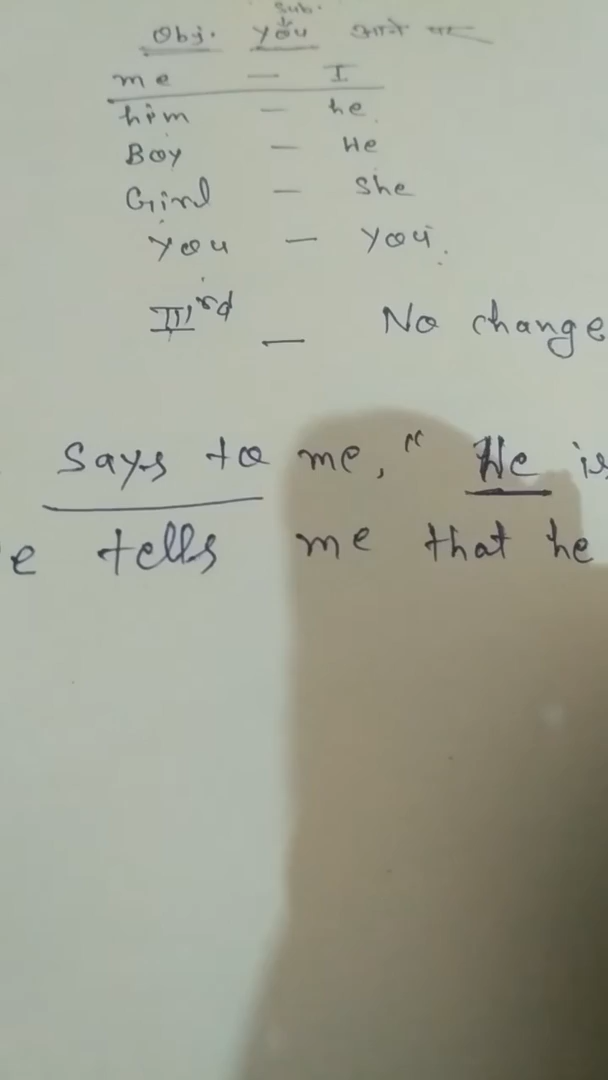 Sub.
Obj. You आने पर
me — I
him — he
Boy — He
Girl — She
you — you.
IIIrd — No change
says to me, " He is
e tells me that he